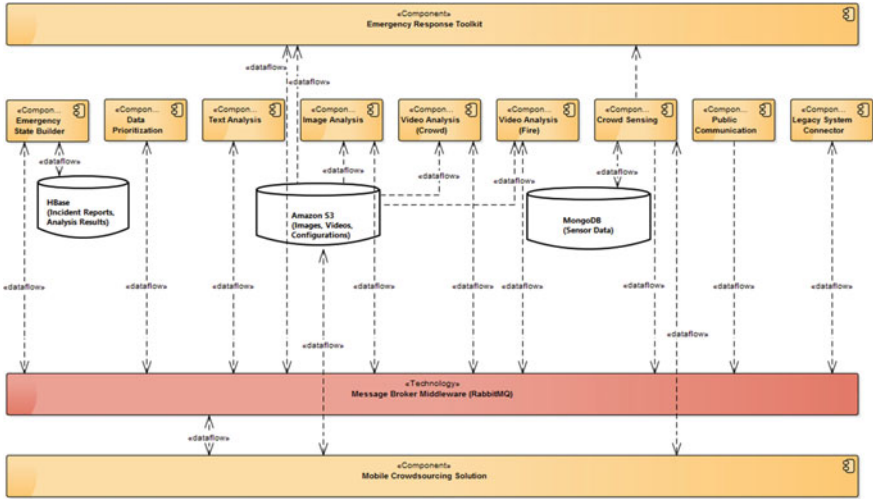 «Component»
Emergency Response Toolkit
«dataflow»
«dataflow»
«dataflow»
«Compon...
Emergency
State Builder
«Compon...
Data
Prioritization
«Compon...
Text Analysis
«Compon...
Image Analysis
«Compon...
Video Analysis
(Crowd)
«Compon...
Video Analysis
(Fire)
«Compon...
Crowd Sensing
«Compon...
Public
Communication
«Compon...
Legacy System
Connector
«dataflow»
«dataflow»
«dataflow»
«dataflow»
«dataflow»
HBase
(Incident Reports,
Analysis Results)
Amazon S3
(Images, Videos,
Configurations)
MongoDB
(Sensor Data)
«dataflow»
«dataflow»
«dataflow»
«dataflow»
«dataflow»
«dataflow»
«dataflow»
«dataflow»
«dataflow»
«dataflow»
«dataflow»
«dataflow»
«Technology»
Message Broker Middleware (RabbitMQ)
«dataflow»
«Component»
Mobile Crowdsourcing Solution